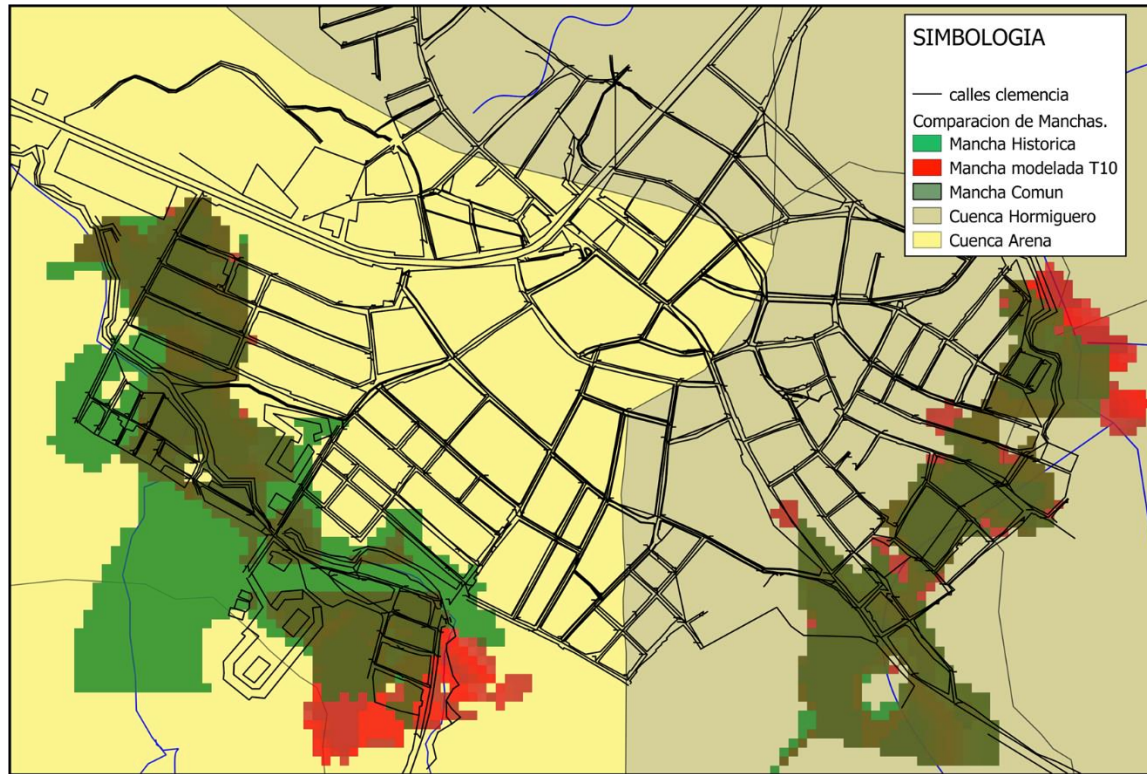 SIMBOLOGIA
calles clemencia
Comparacion de Manchas.
Mancha Historica
Mancha modelada T10
Mancha Comun
Cuenca Hormiguero
Cuenca Arena